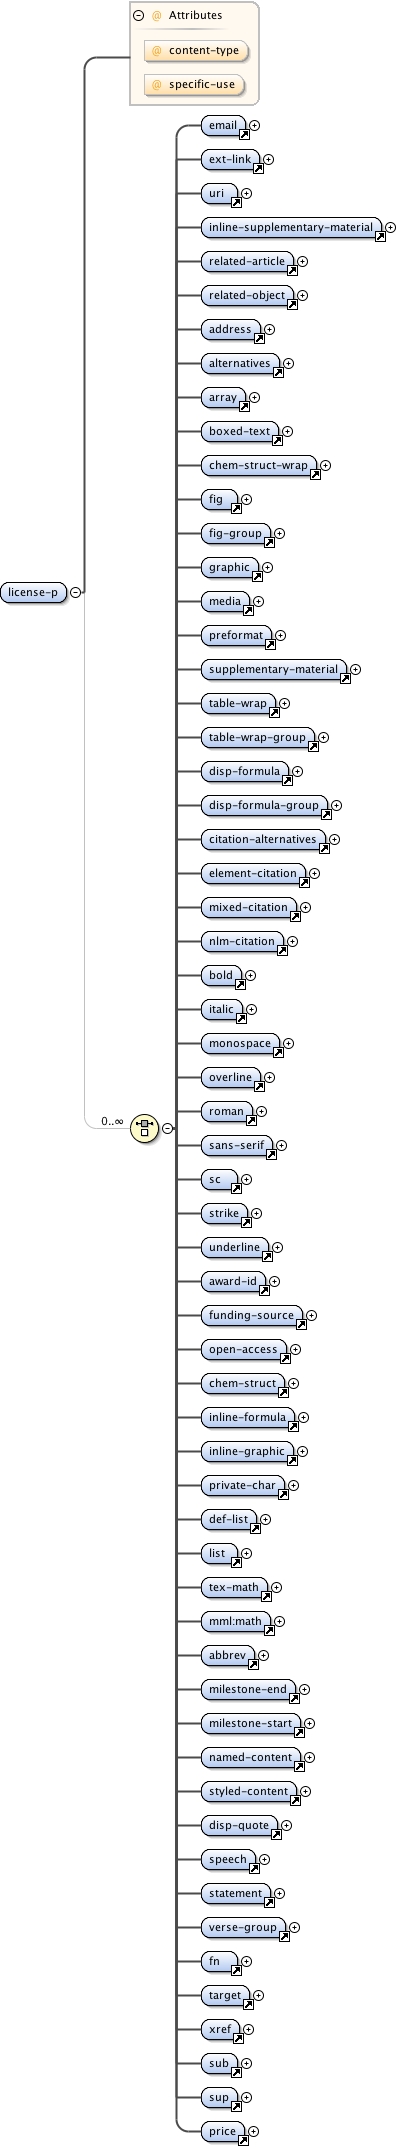 Attributes
@ content-type
@ specific-use
email
ext-link
uri
inline-supplementary-material
related-article
related-object
address
alternatives
array
boxed-text
chem-struct-wrap
fig
fig-group
graphic
license-p
media
preformat
supplementary-material
table-wrap
table-wrap-group
disp-formula
disp-formula-group
citation-alternatives
element-citation
mixed-citation
nlm-citation
bold
italic
monospace
overline
roman
0..∞
sans-serif
sc
strike
underline
award-id
funding-source
open-access
chem-struct
inline-formula
inline-graphic
private-char
def-list
list
tex-math
mml:math
abbrev
milestone-end
milestone-start
named-content
styled-content
disp-quote
speech
statement
verse-group
fn
target
xref
sub
sup
price